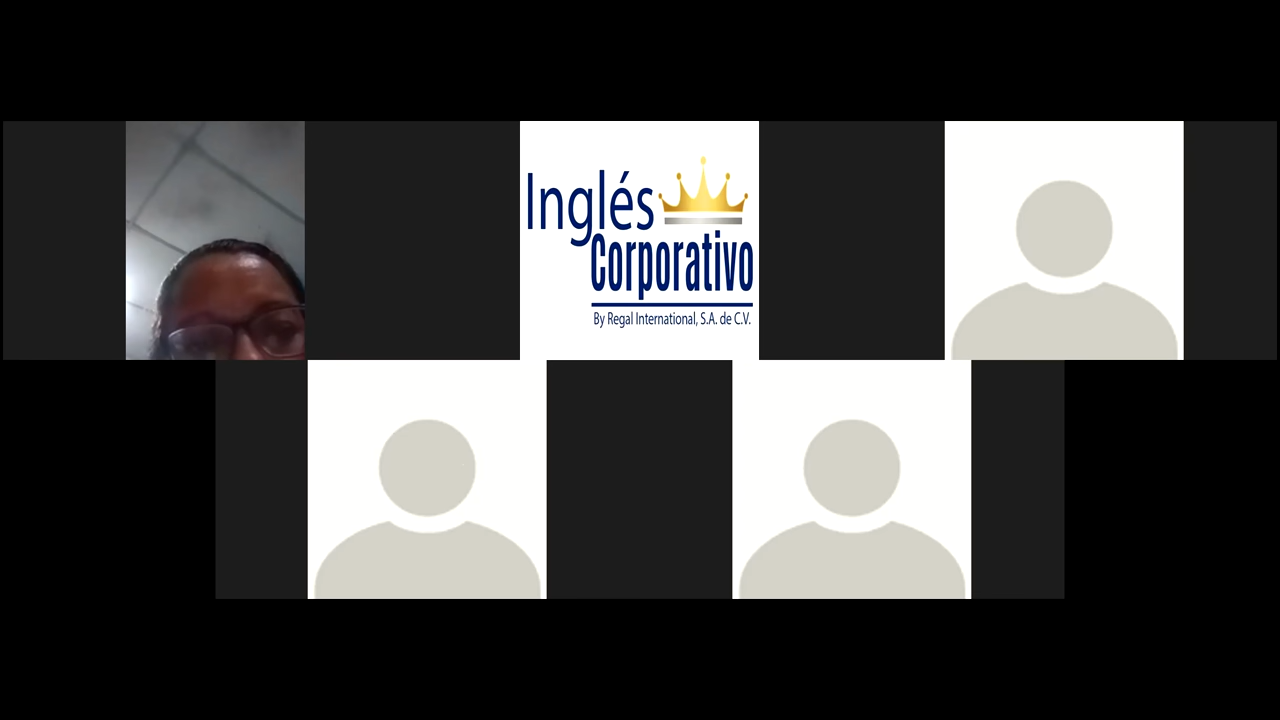 Inglés
Corporativo
By Regal International, S.A. de C.V.